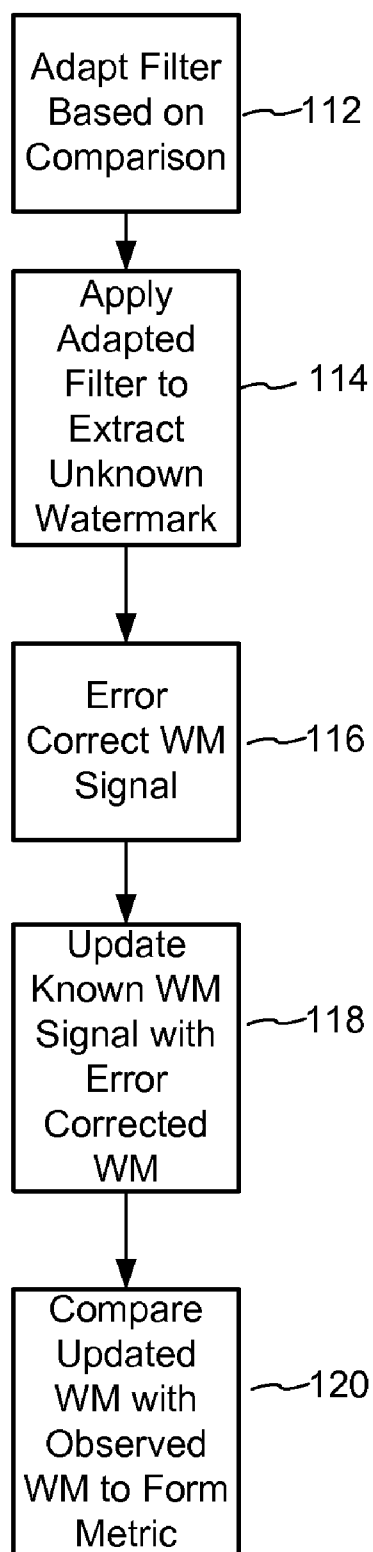 Adapt Filter
Based on
Comparison
112
Apply
Adapted
Filter to
Extract
Unknown
Watermark
114
Error
Correct WM
Signal
116
Update
Known WM
Signal with
Error
Corrected
WM
118
Compare
Updated
WM with
Observed
WM to Form
Metric
120